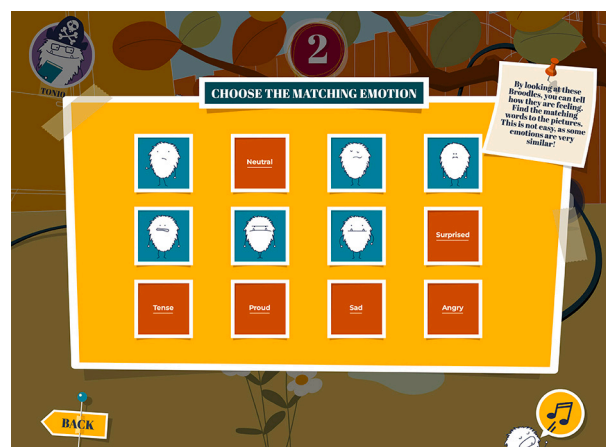 2
TONIO
CHOOSE THE MATCHING EMOTION
By looking at these
Broodles, you can tell
how they are feeling.
Find the matching
words to the pictures.
This is not easy, as some
emotions are very
similar!
Neutral
Surprised
Tense
Proud
Sad
Angry
BACK